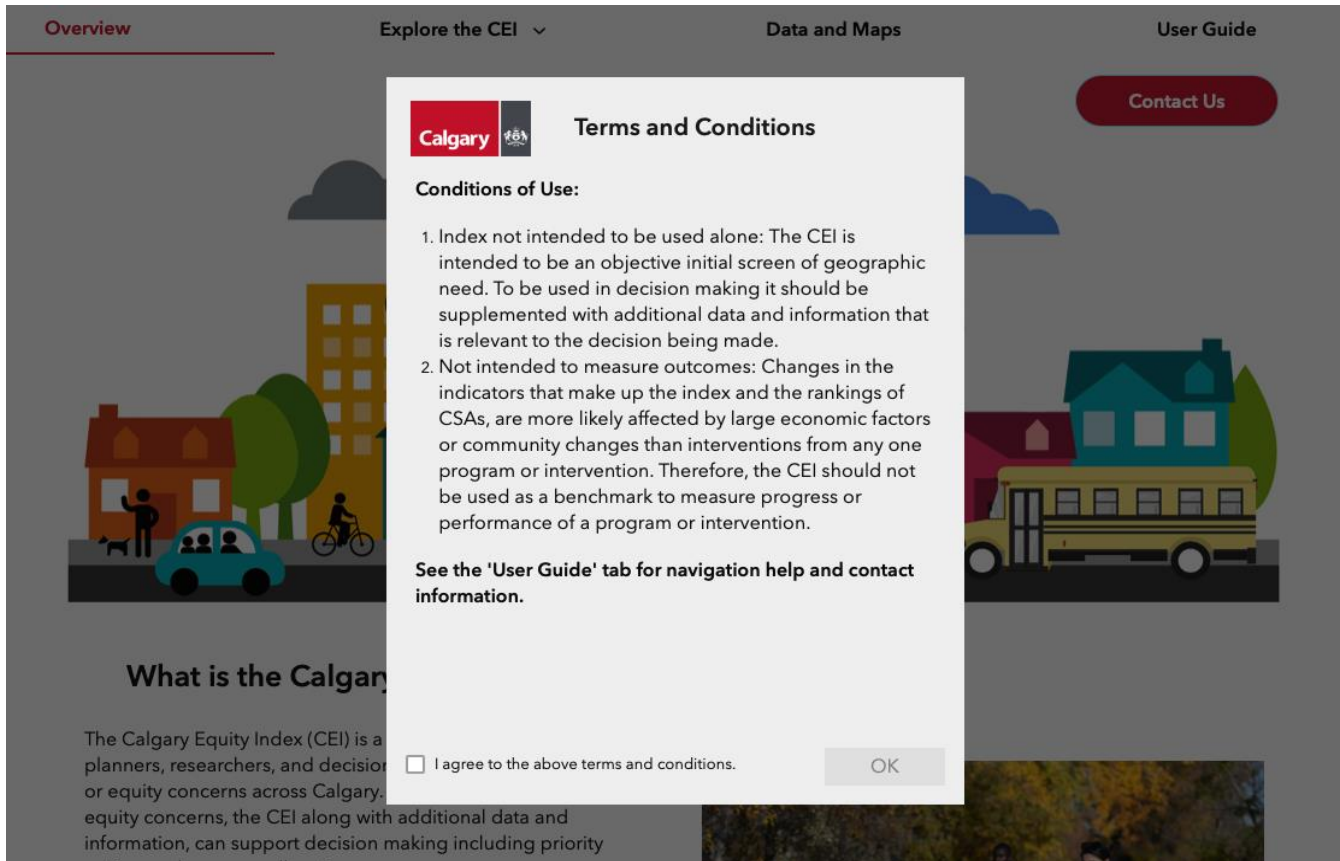 Overview
Explore the CEI
Data and Maps
User Guide
Contact Us
Calgary
Terms and Conditions
Conditions of Use:
1. Index not intended to be used alone: The CEI is
intended to be an objective initial screen of geographic
need. To be used in decision making it should be
supplemented with additional data and information that
is relevant to the decision being made.
2. Not intended to measure outcomes: Changes in the
indicators that make up the index and the rankings of
CSAs, are more likely affected by large economic factors
or community changes than interventions from any one
program or intervention. Therefore, the CEI should not
be used as a benchmark to measure progress or
performance of a program or intervention.
See the 'User Guide' tab for navigation help and contact
information.
I agree to the above terms and conditions.
OK
What is the Calgary
The Calgary Equity Index (CEI) is a
planners, researchers, and decision
or equity concerns across Calgary.
equity concerns, the CEI along with additional data and
information, can support decision making including priority